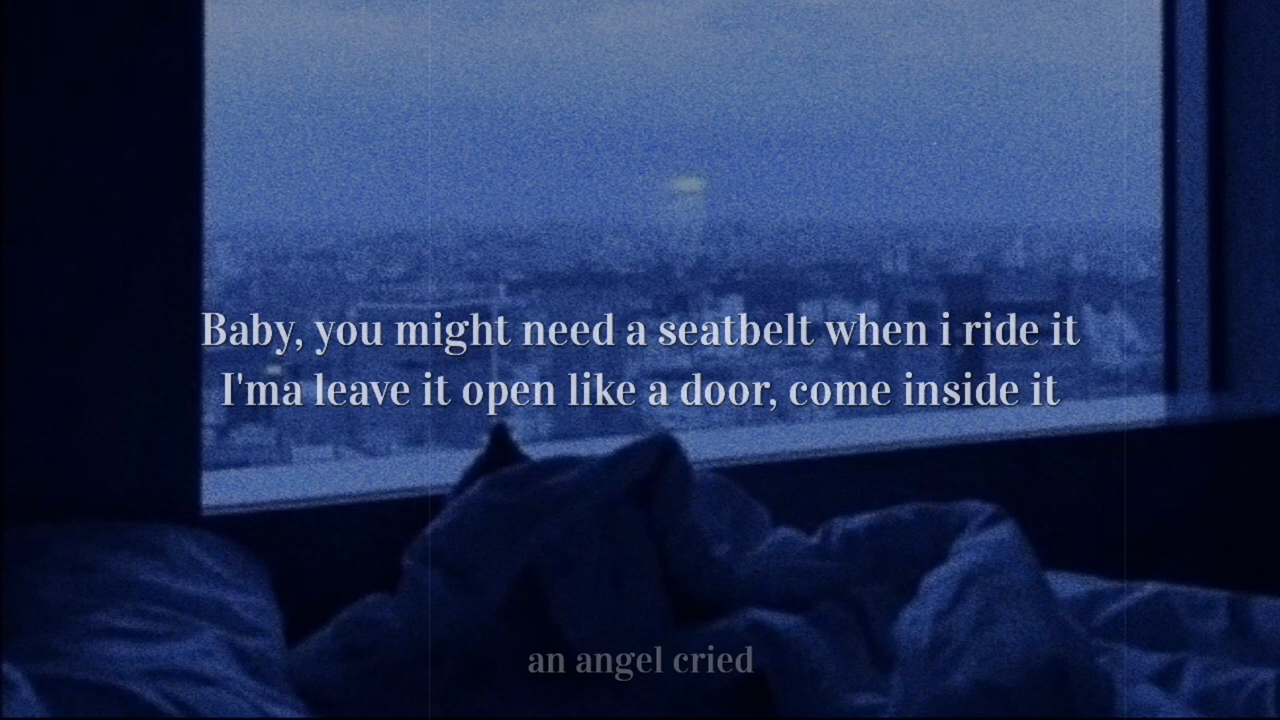 Baby, you might need a seatbelt when i ride it
I'ma leave it open like a door, come inside it
an angel cried